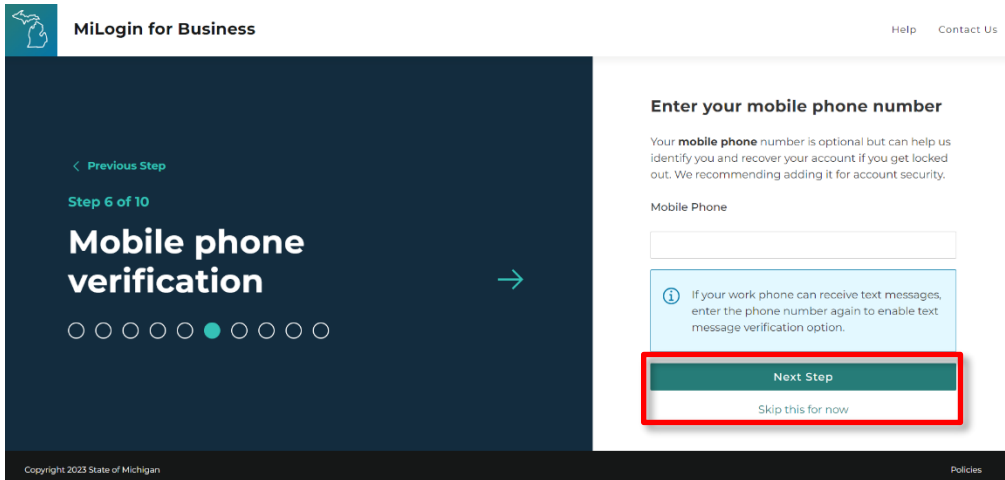 MiLogin for Business
Help
Contact Us
Previous Step
Step 6 of 10
Mobile phone
verification
Enter your mobile phone number
Your mobile phone number is optional but can help us
identify you and recover your account if you get locked
out. We recommending adding it for account security.
Mobile Phone
If your work phone can receive text messages,
enter the phone number again to enable text
message verification option.
Next Step
Skip this for now
Copyright 2023 State of Michigan
Policies